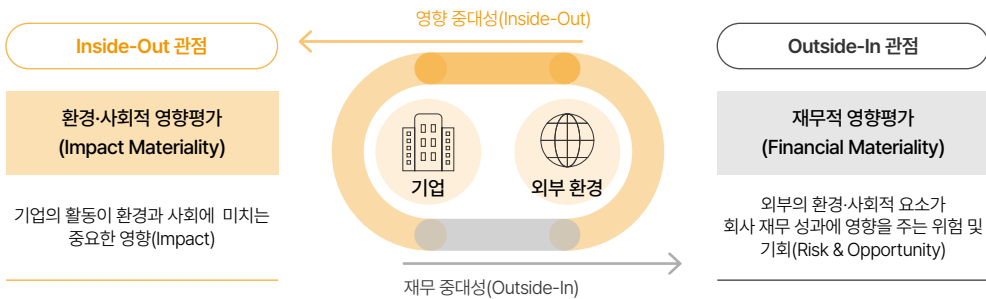 영향 중대성(Inside-Out)
Inside-Out 관점
환경·사회적 영향평가
(Impact Materiality)
기업의 활동이 환경과 사회에 미치는
중요한 영향(Impact)
기업
외부 환경
재무 중대성(Outside-In)
Outside-In 관점
재무적 영향평가
(Financial Materiality)
외부의 환경·사회적 요소가
회사 재무 성과에 영향을 주는 위험 및
기회(Risk & Opportunity)